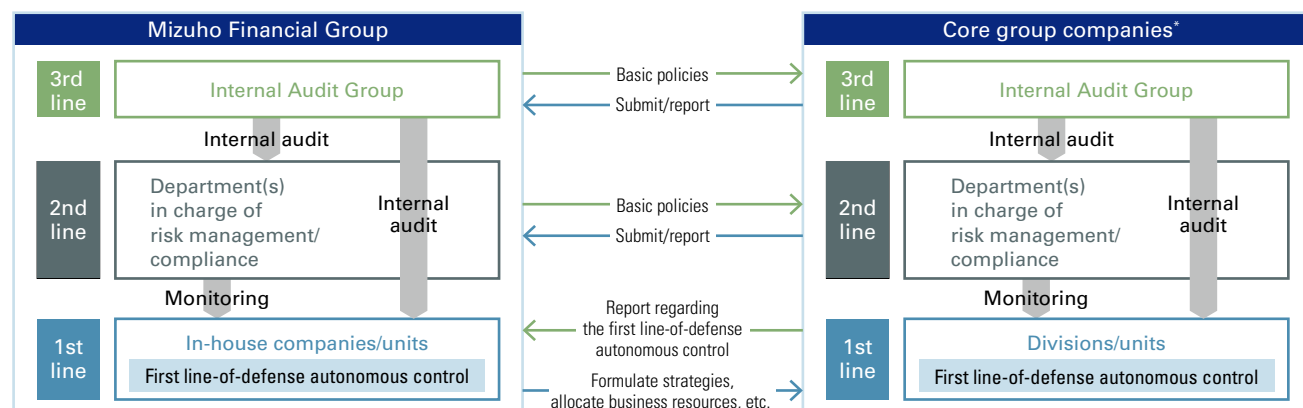 Mizuho Financial Group
3rd
line
Internal Audit Group
Internal audit
2nd
line
Department(s)
in charge of
risk management/
compliance
Internal
audit
Monitoring
1st
line
In-house companies/units
First line-of-defense autonomous control
Basic policies
Submit/report
Basic policies
Submit/report
Report regarding
the first line-of-defense
autonomous control
Formulate strategies,
allocate business resources, etc.
Core group companies*
3rd
line
Internal Audit Group
Internal audit
2nd
line
Department(s)
in charge of
risk management/
compliance
Internal
audit
Monitoring
1st
line
Divisions/units
First line-of-defense autonomous control